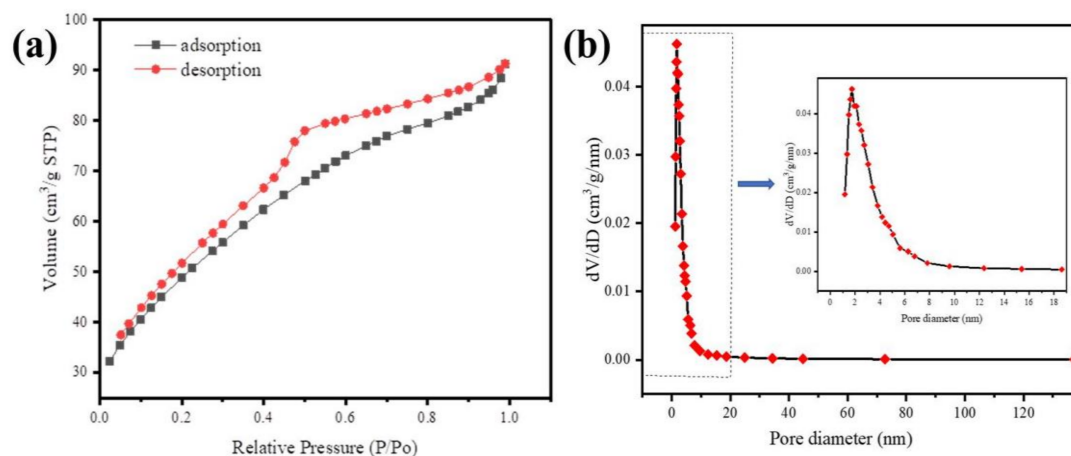 (a)
adsorption
desorption
Volume (cm³/g STP)
100
90
80
70
60
50
40
30
0.0 0.2 0.4 0.6 0.8 1.0
Relative Pressure (P/Po)
(b)
dV/dD (cm³/g/nm)
0.04
0.03
0.02
0.01
0.00
0 20 40 60 80 100 120
Pore diameter (nm)
dV/dD (cm³/g/nm)
0.04
0.03
0.02
0.01
0.00
0 2 4 6 8 10 12 14 16 18
Pore diameter (nm)